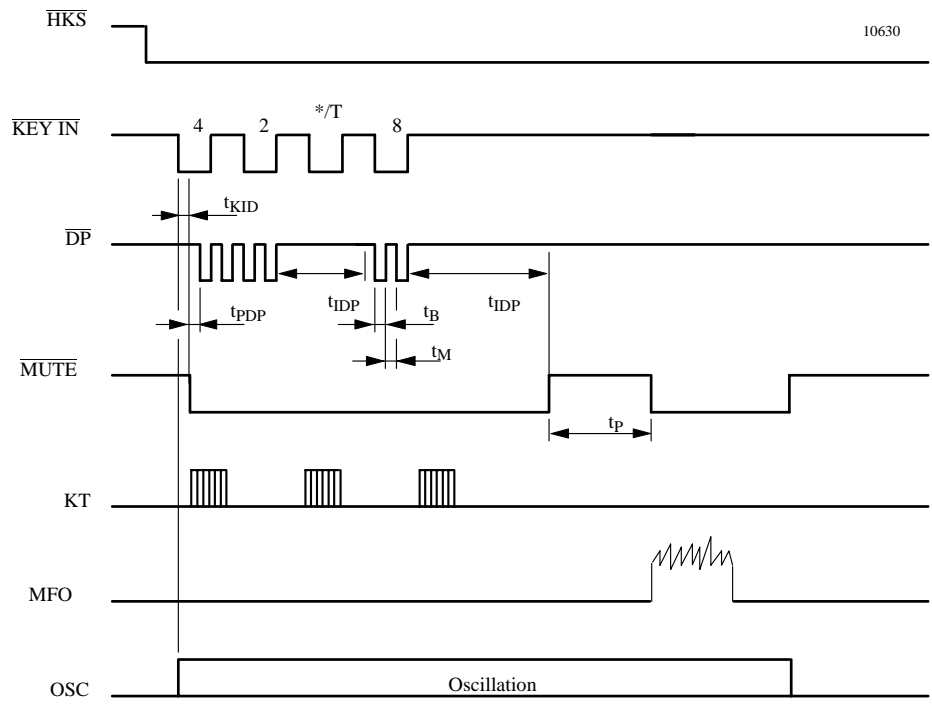 HKS
10630
KEY IN
4
2
*/T
8
tKID
DP
tIDP
tIDP
tPDP
tB
tM
MUTE
tP
KT
MFO
OSC
Oscillation